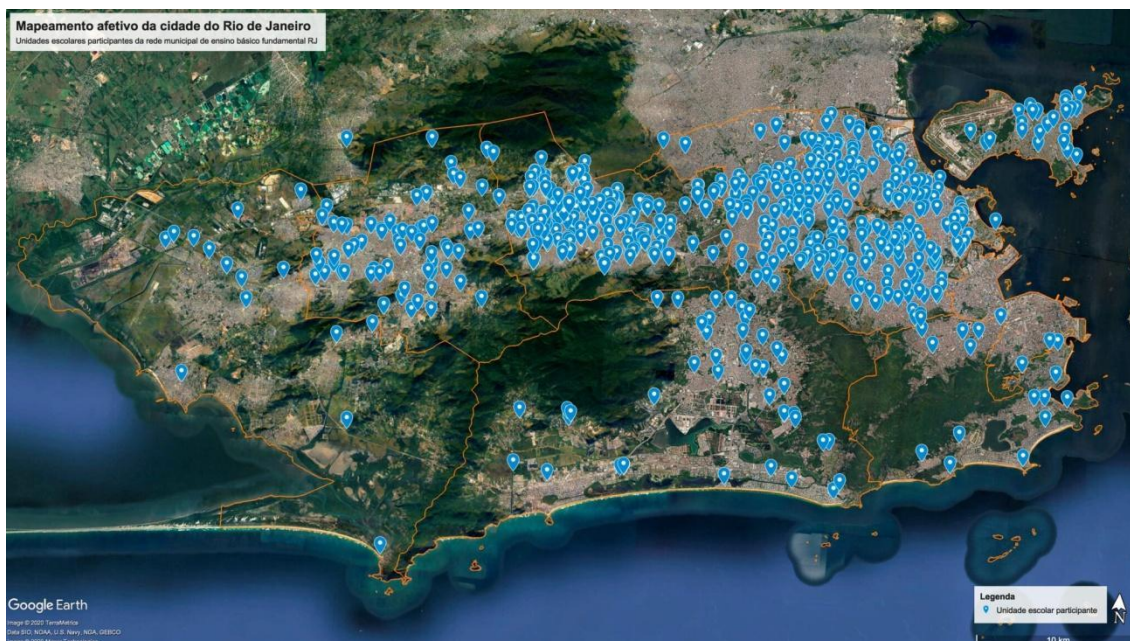 Mapeamento afetivo da cidade do Rio de Janeiro
Unidades escolares participantes da rede municipal de ensino básico fundamental RJ
Google Earth
Image © 2020 TerraMetrics
Data SIO, NOAA, U.S. Navy, NGA, GEBCO
Legenda
Unidade escolar participante
N
10 km